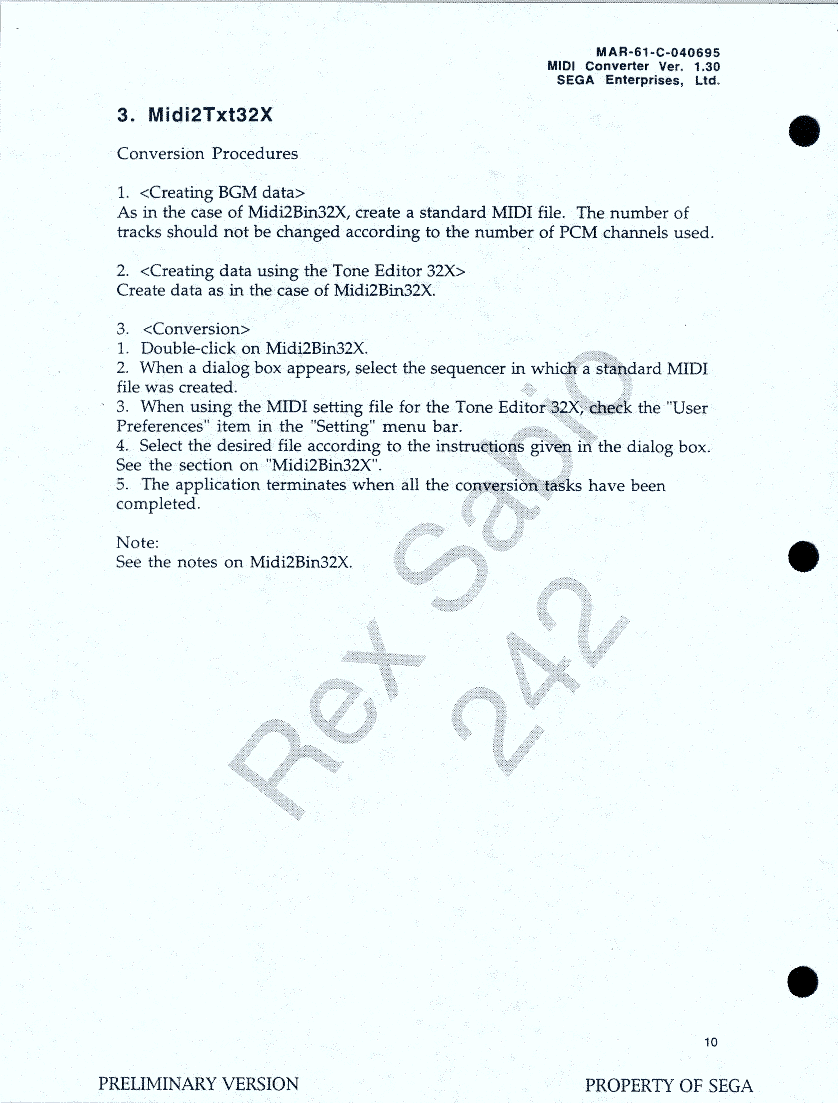 MAR-61-C-040695
MIDI Converter Ver. 1.30
SEGA Enterprises, Ltd.
3. Midi2Txt32X
Conversion Procedures
1. <Creating BGM data>
As in the case of Midi2Bin32X, create a standard MIDI file. The number of
tracks should not be changed according to the number of PCM channels used.
2. <Creating data using the Tone Editor 32X>
Create data as in the case of Midi2Bin32X.
3. <Conversion>
1. Double-click on Midi2Bin32X.
2. When a dialog box appears, select the sequencer in which a standard MIDI
file was created.
3. When using the MIDI setting file for the Tone Editor 32X, check the "User
Preferences" item in the "Setting" menu bar.
4. Select the desired file according to the instructions given in the dialog box.
See the section on "Midi2Bin32X".
5. The application terminates when all the conversion tasks have been
completed.
Note:
See the notes on Midi2Bin32X.
Rex Sabio
242
10
PRELIMINARY VERSION
PROPERTY OF SEGA